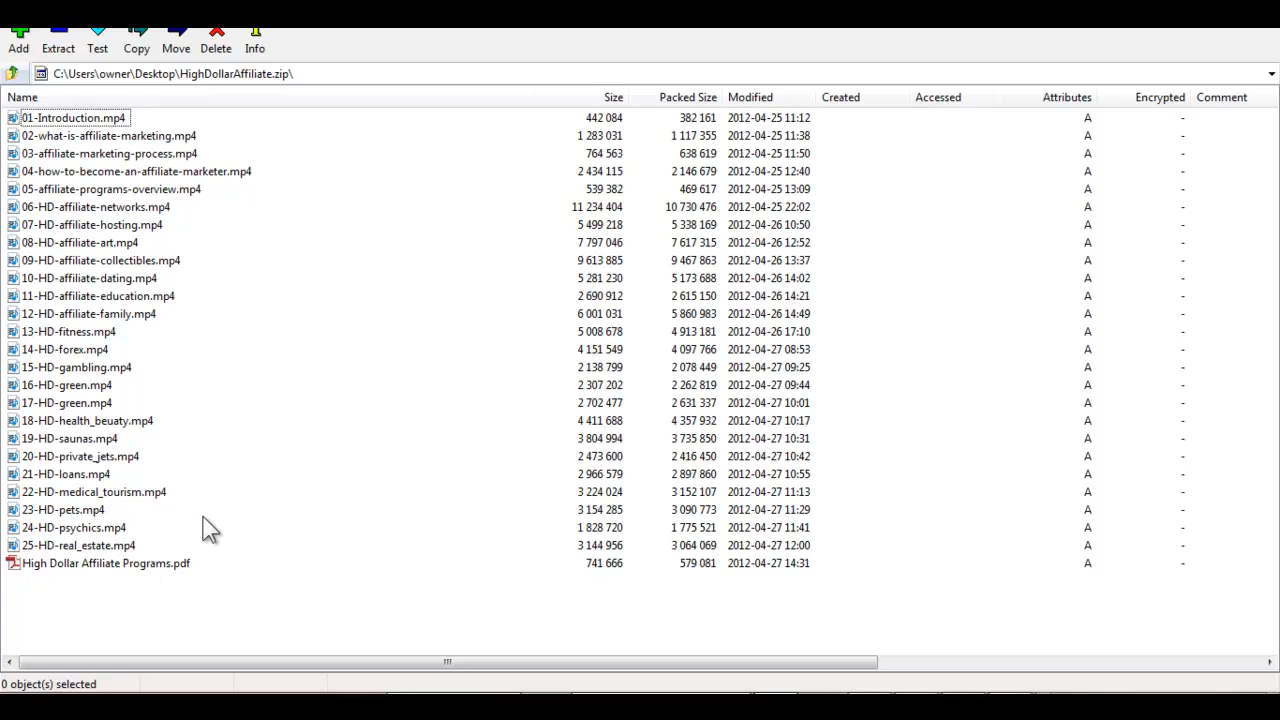 Add Extract Test Copy Move Delete Info
C:\Users\owner\Desktop\HighDollarAffiliate.zip\
Name Size Packed Size Modified Created Accessed Attributes Encrypted Comment
01-Introduction.mp4 442 084 382 161 2012-04-25 11:12 A -
02-what-is-affiliate-marketing.mp4 1 283 031 1 117 355 2012-04-25 11:38 A -
03-affiliate-marketing-process.mp4 764 563 638 619 2012-04-25 11:50 A -
04-how-to-become-an-affiliate-marketer.mp4 2 434 115 2 146 679 2012-04-25 12:40 A -
05-affiliate-programs-overview.mp4 539 382 469 617 2012-04-25 13:09 A -
06-HD-affiliate-networks.mp4 11 234 404 10 730 476 2012-04-25 22:02 A -
07-HD-affiliate-hosting.mp4 5 499 218 5 338 169 2012-04-26 10:50 A -
08-HD-affiliate-art.mp4 7 797 046 7 617 315 2012-04-26 12:52 A -
09-HD-affiliate-collectibles.mp4 9 613 885 9 467 863 2012-04-26 13:37 A -
10-HD-affiliate-dating.mp4 5 281 230 5 173 688 2012-04-26 14:02 A -
11-HD-affiliate-education.mp4 2 690 912 2 615 150 2012-04-26 14:21 A -
12-HD-affiliate-family.mp4 6 001 031 5 860 983 2012-04-26 14:49 A -
13-HD-fitness.mp4 5 008 678 4 913 181 2012-04-26 17:10 A -
14-HD-forex.mp4 4 151 549 4 097 766 2012-04-27 08:53 A -
15-HD-gambling.mp4 2 138 799 2 078 449 2012-04-27 09:25 A -
16-HD-green.mp4 2 307 202 2 262 819 2012-04-27 09:44 A -
17-HD-green.mp4 2 702 477 2 631 337 2012-04-27 10:01 A -
18-HD-health_beuaty.mp4 4 411 688 4 357 932 2012-04-27 10:17 A -
19-HD-saunas.mp4 3 804 994 3 735 850 2012-04-27 10:31 A -
20-HD-private_jets.mp4 2 473 600 2 416 450 2012-04-27 10:42 A -
21-HD-loans.mp4 2 966 579 2 897 860 2012-04-27 10:55 A -
22-HD-medical_tourism.mp4 3 224 024 3 152 107 2012-04-27 11:13 A -
23-HD-pets.mp4 3 154 285 3 090 773 2012-04-27 11:29 A -
24-HD-psychics.mp4 1 828 720 1 775 521 2012-04-27 11:41 A -
25-HD-real_estate.mp4 3 144 956 3 064 069 2012-04-27 12:00 A -
High Dollar Affiliate Programs.pdf 741 666 579 081 2012-04-27 14:31 A -
0 object(s) selected